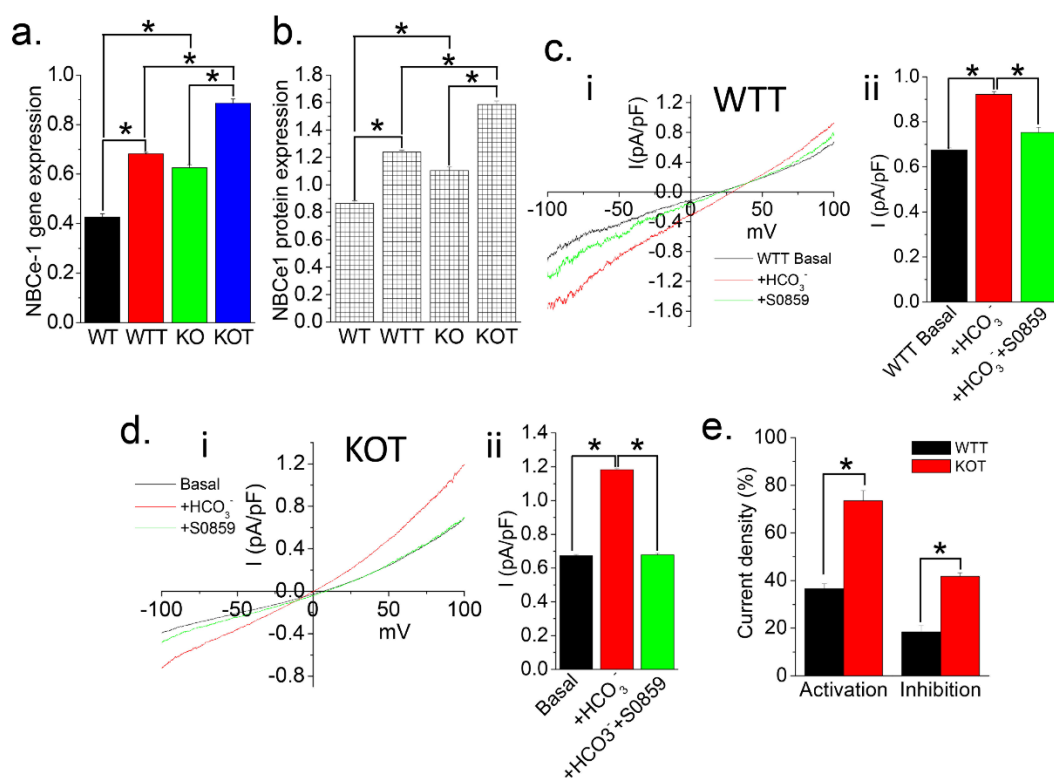 a.
NBCe-1 gene expression
1.0
0.8
0.6
0.4
0.2
0.0
*
*
*
*
WT WTT KO KOT
b.
NBCe1 protein expression
1.8
1.6
1.4
1.2
1.0
0.8
0.6
0.4
0.2
0.0
*
*
*
*
WT WTT KO KOT
c.
i
WTT
I(pA/pF)
1.2
0.8
0.4
0.0
-0.4
-0.8
-1.2
-1.6
-100 -50 0 50 100
mV
WTT Basal
+HCO3-
+S0859
ii
I (pA/pF)
1.0
0.8
0.6
0.4
0.2
0.0
* *
WTT Basal
+HCO3-
+HCO3-+S0859
d.
i
KOT
Basal
+HCO3-
+S0859
I (pA/pF)
1.2
0.8
0.4
0.0
-0.4
-0.8
-100 -50 0 50 100
mV
ii
I (pA/pF)
1.4
1.2
1.0
0.8
0.6
0.4
0.2
0.0
* *
Basal
+HCO3-
+HCO3-+S0859
e.
Current density (%)
100
80
60
40
20
0
WTT
KOT
*
*
Activation Inhibition